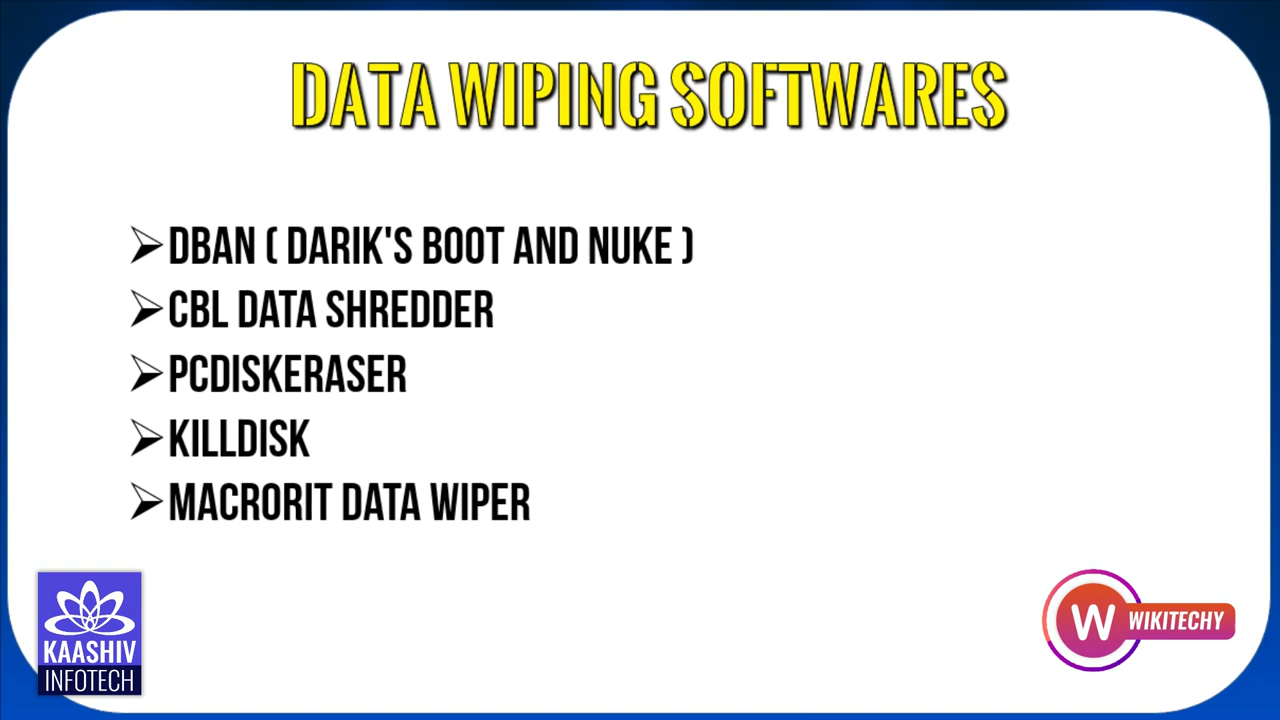 DATA WIPING SOFTWARES
➢DBAN ( DARIK'S BOOT AND NUKE )
➢CBL DATA SHREDDER
➢PCDISKERASER
➢KILLDISK
➢MACRORIT DATA WIPER
KAASHIV
INFOTECH
W WIKITECHY